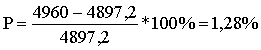 P = (4960 – 4897,2) / 4897,2 *100% = 1,28%